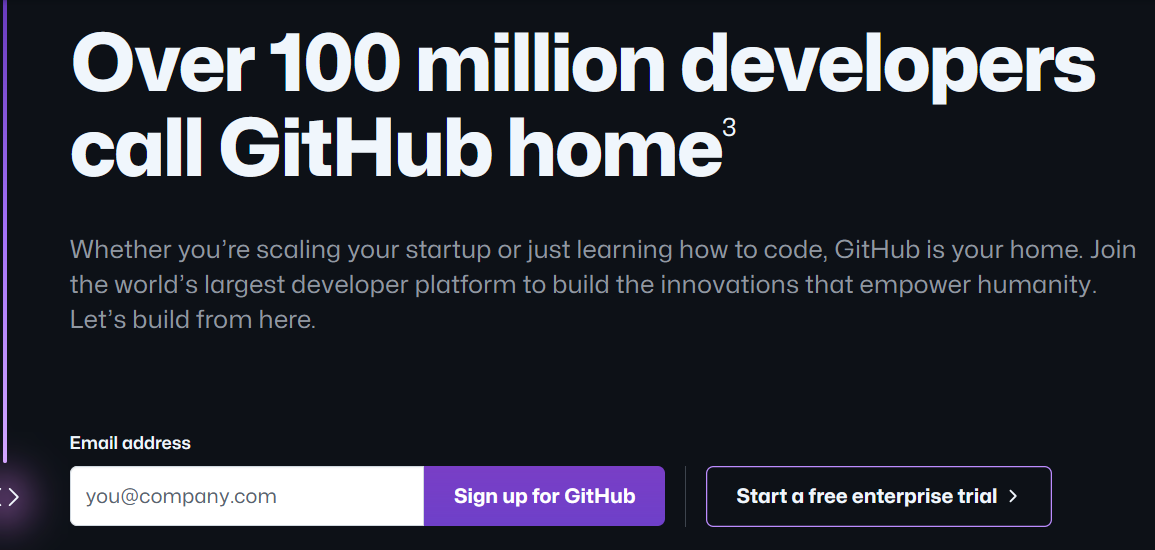 Over 100 million developers
call GitHub home³
Whether you’re scaling your startup or just learning how to code, GitHub is your home. Join
the world’s largest developer platform to build the innovations that empower humanity.
Let’s build from here.
Email address
you@company.com Sign up for GitHub Start a free enterprise trial